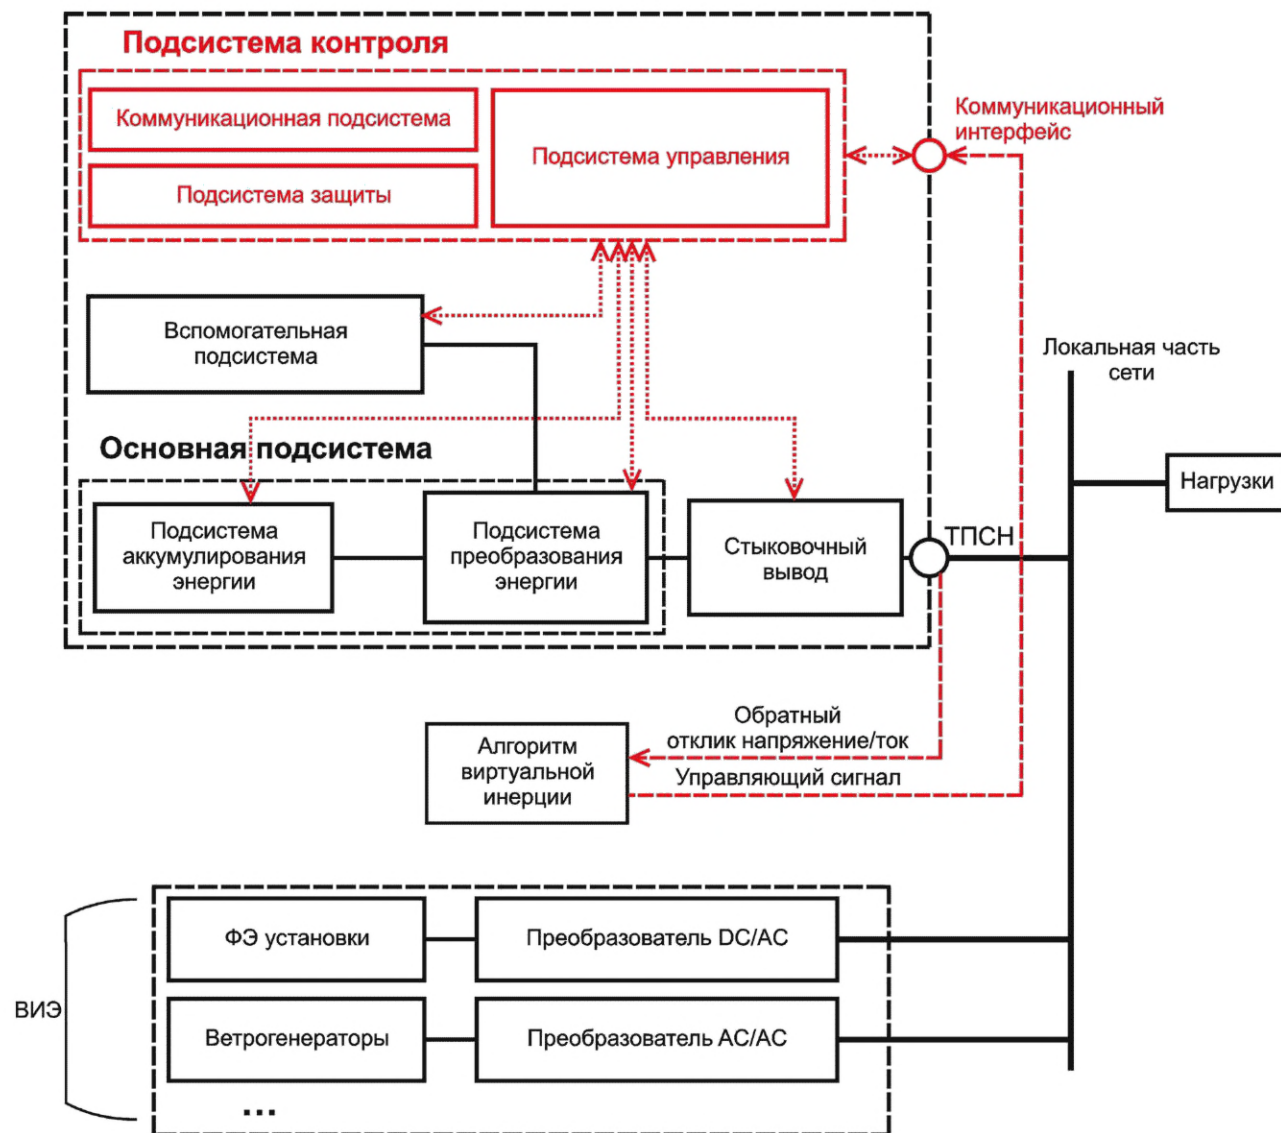 Подсистема контроля
Коммуникационная подсистема
Подсистема защиты
Подсистема управления
Коммуникационный
интерфейс
Вспомогательная
подсистема
Локальная часть
сети
Основная подсистема
Подсистема
аккумулирования
энергии
Подсистема
преобразования
энергии
Стыковочный
вывод
ТПСН
Нагрузки
Обратный
отклик напряжение/ток
Управляющий сигнал
Алгоритм
виртуальной
инерции
ВИЭ
ФЭ установки
Преобразователь DC/AC
Ветрогенераторы
Преобразователь AC/AC
...